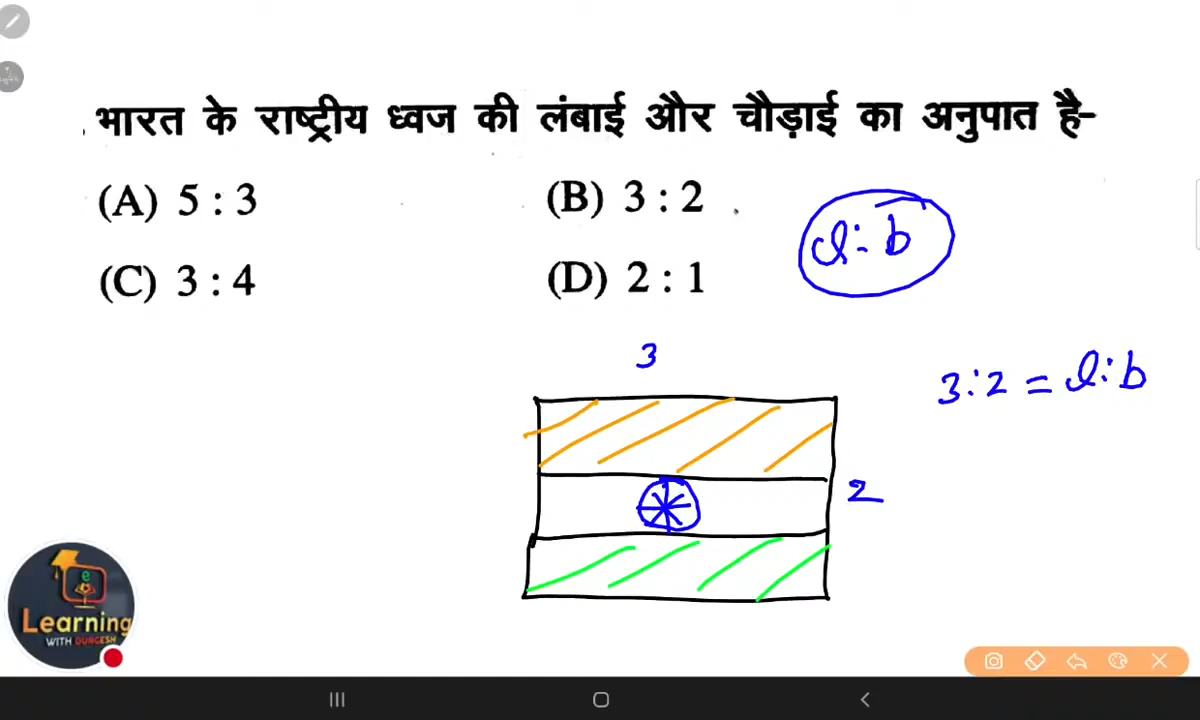 भारत के राष्ट्रीय ध्वज की लंबाई और चौड़ाई का अनुपात है-
(A) 5 : 3 (B) 3 : 2
l : b
(C) 3 : 4 (D) 2 : 1
3
3 : 2 = l : b
2
e
Learning
WITH DURGESH